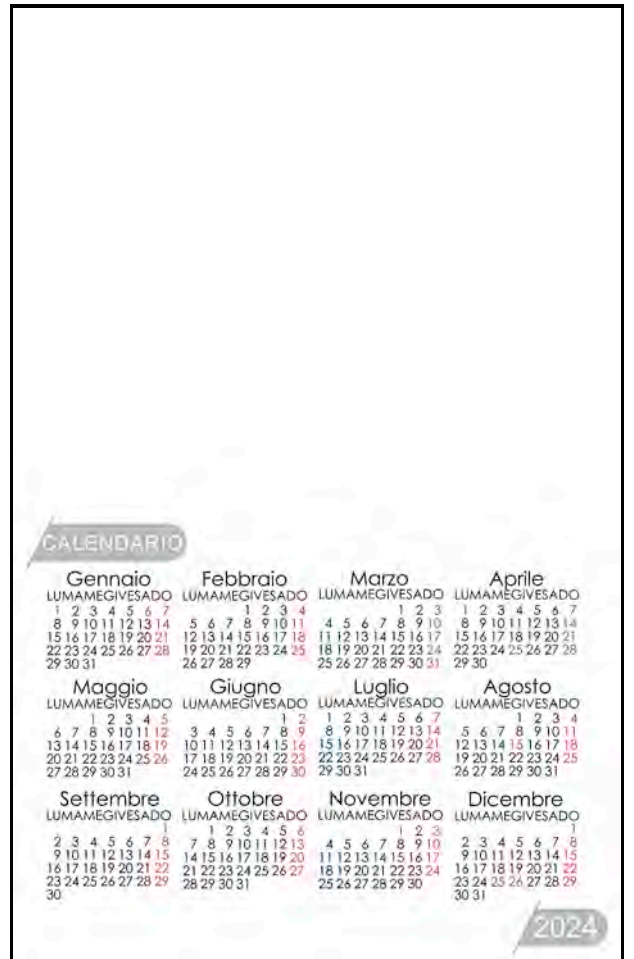 CALENDARIO
Gennaio Febbraio Marzo Aprile
LUMAMEGIVESADO LUMAMEGIVESADO LUMAMEGIVESADO LUMAMEGIVESADO
1 2 3 4 5 6 7 1 2 3 4 1 2 3 1 2 3 4 5 6 7
8 9 10 11 12 13 14 5 6 7 8 9 10 11 4 5 6 7 8 9 10 8 9 10 11 12 13 14
15 16 17 18 19 20 21 12 13 14 15 16 17 18 11 12 13 14 15 16 17 15 16 17 18 19 20 21
22 23 24 25 26 27 28 19 20 21 22 23 24 25 18 19 20 21 22 23 24 22 23 24 25 26 27 28
29 30 31 26 27 28 29 25 26 27 28 29 30 31 29 30
Maggio Giugno Luglio Agosto
LUMAMEGIVESADO LUMAMEGIVESADO LUMAMEGIVESADO LUMAMEGIVESADO
1 2 3 4 5 1 2 1 2 3 4 5 6 7 1 2 3 4
6 7 8 9 10 11 12 3 4 5 6 7 8 9 8 9 10 11 12 13 14 5 6 7 8 9 10 11
13 14 15 16 17 18 19 10 11 12 13 14 15 16 15 16 17 18 19 20 21 12 13 14 15 16 17 18
20 21 22 23 24 25 26 17 18 19 20 21 22 23 22 23 24 25 26 27 28 19 20 21 22 23 24 25
27 28 29 30 31 24 25 26 27 28 29 30 29 30 31 26 27 28 29 30 31
Settembre Ottobre Novembre Dicembre
LUMAMEGIVESADO LUMAMEGIVESADO LUMAMEGIVESADO LUMAMEGIVESADO
1 1 2 3 4 5 6 1 2 3 1
2 3 4 5 6 7 8 7 8 9 10 11 12 13 4 5 6 7 8 9 10 2 3 4 5 6 7 8
9 10 11 12 13 14 15 14 15 16 17 18 19 20 11 12 13 14 15 16 17 9 10 11 12 13 14 15
16 17 18 19 20 21 22 21 22 23 24 25 26 27 18 19 20 21 22 23 24 16 17 18 19 20 21 22
23 24 25 26 27 28 29 28 29 30 31 25 26 27 28 29 30 23 24 25 26 27 28 29
30 30 31
2024